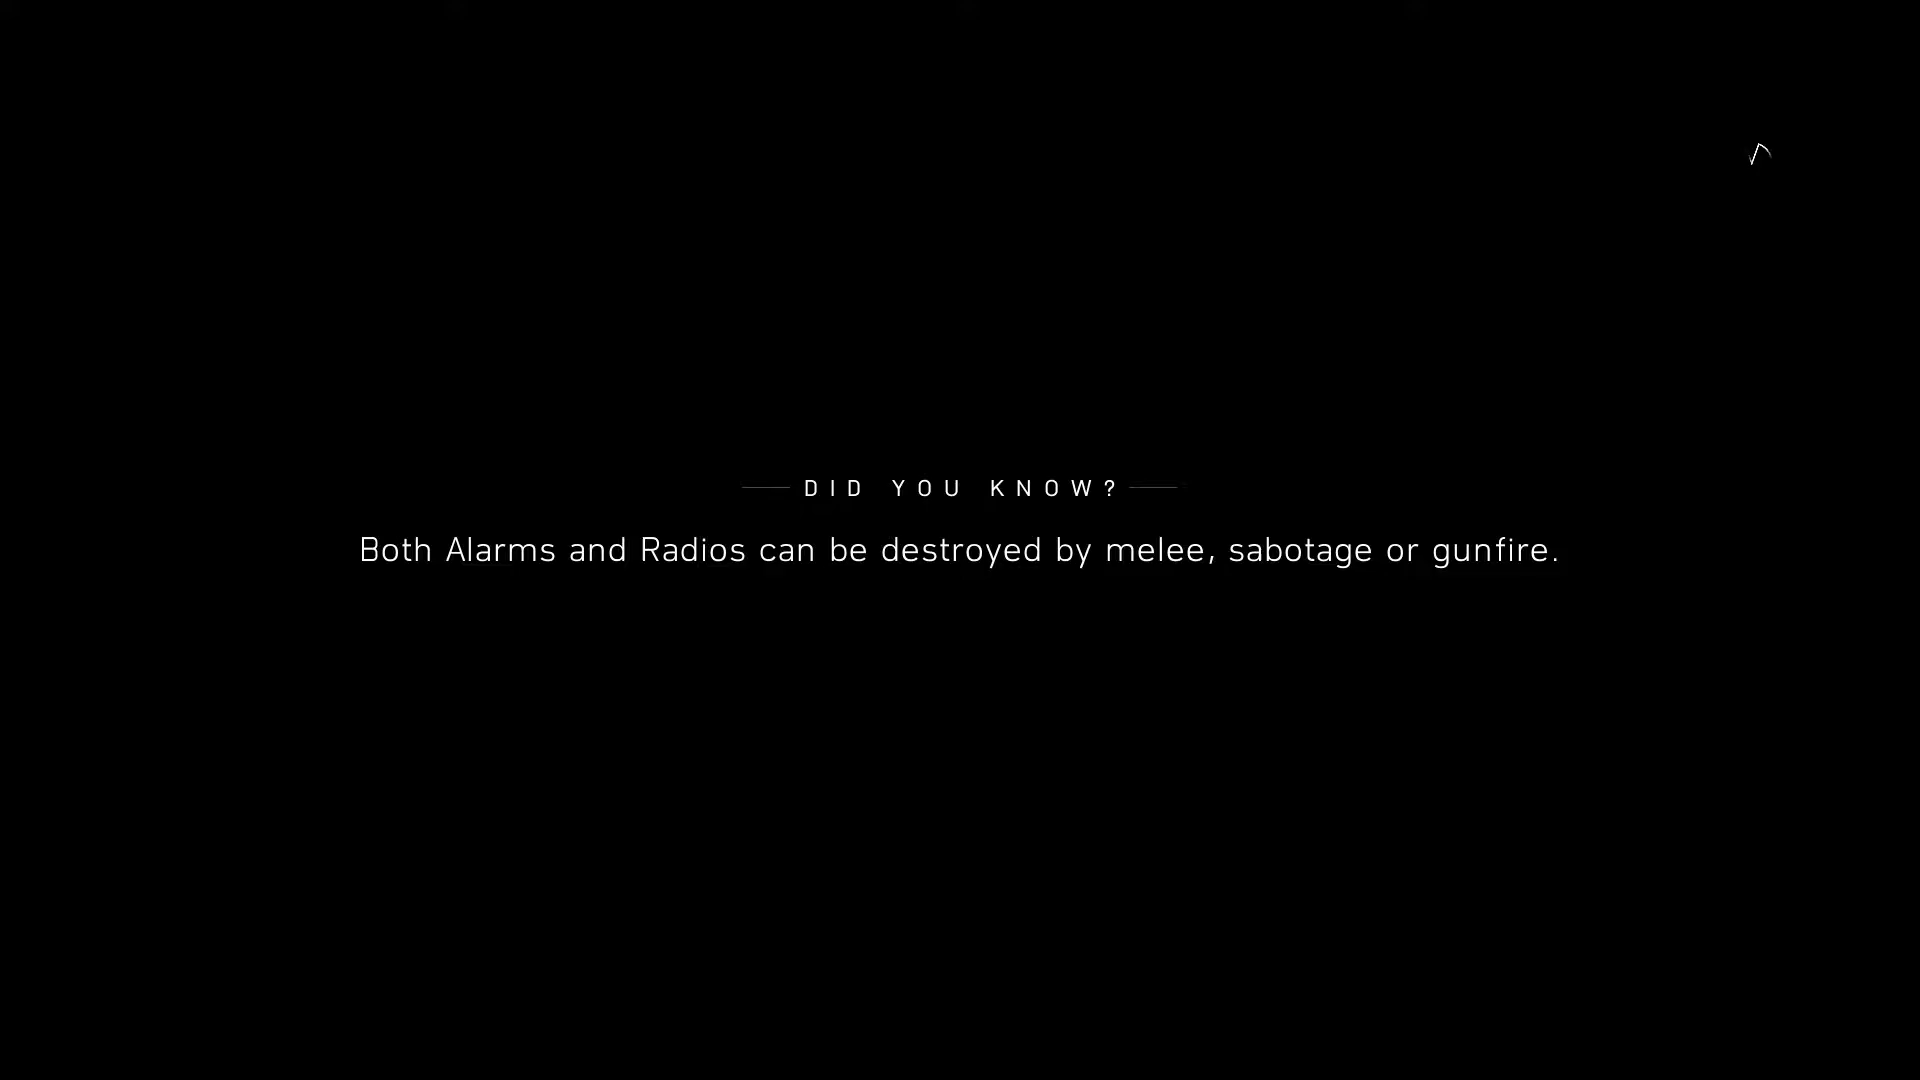 DID YOU KNOW?
Both Alarms and Radios can be destroyed by melee, sabotage or gunfire.